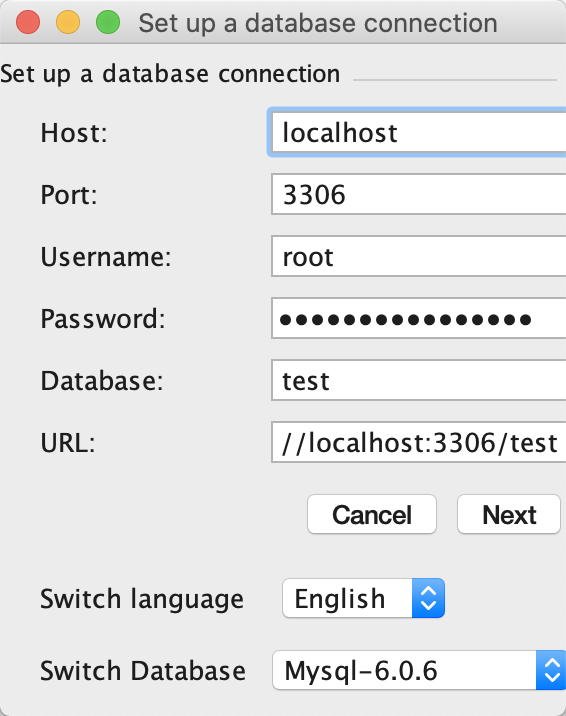 Set up a database connection
Set up a database connection
Host: localhost
Port: 3306
Username: root
Password: ••••••••••••••••
Database: test
URL: //localhost:3306/test
Cancel Next
Switch language English
Switch Database Mysql-6.0.6